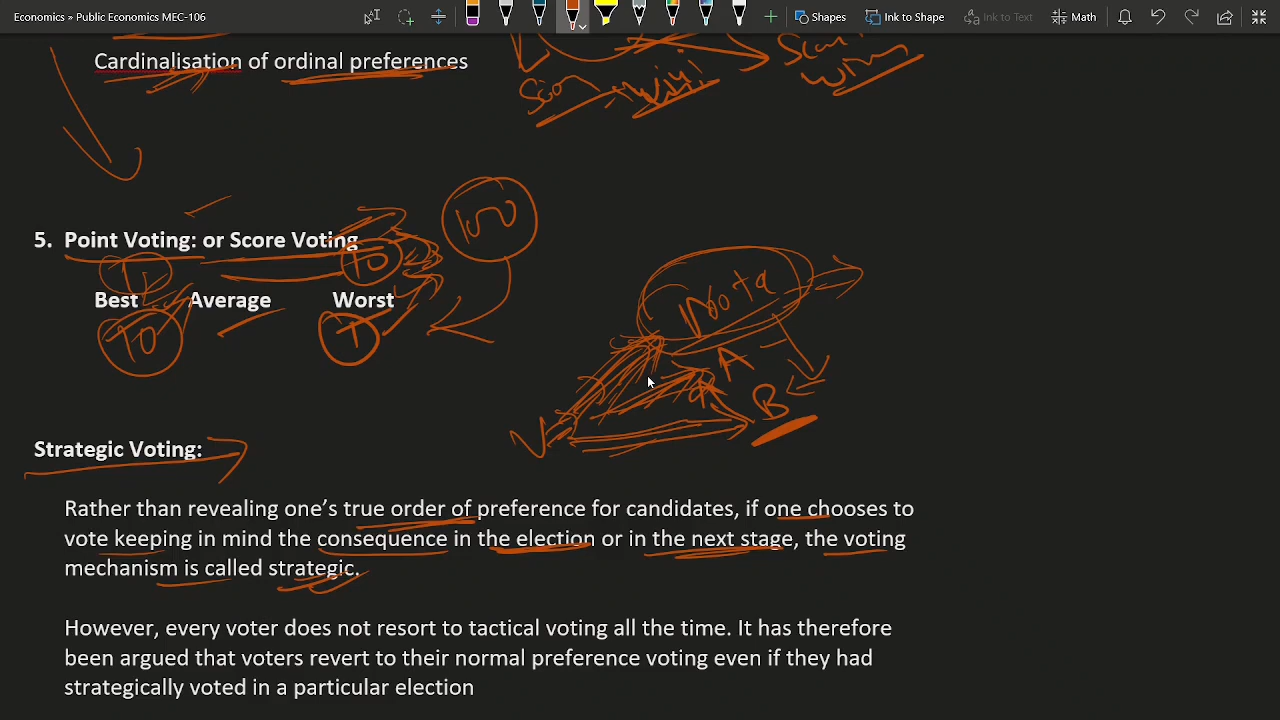 Economics » Public Economics MEC-106
Shapes
Ink to Shape
Ink to Text
Math
Cardinalisation of ordinal preferences
100
5. Point Voting: or Score Voting
1
10
Best Average Worst
10
1
Nota
A
B
V
Strategic Voting:
Rather than revealing one’s true order of preference for candidates, if one chooses to
vote keeping in mind the consequence in the election or in the next stage, the voting
mechanism is called strategic.
However, every voter does not resort to tactical voting all the time. It has therefore
been argued that voters revert to their normal preference voting even if they had
strategically voted in a particular election